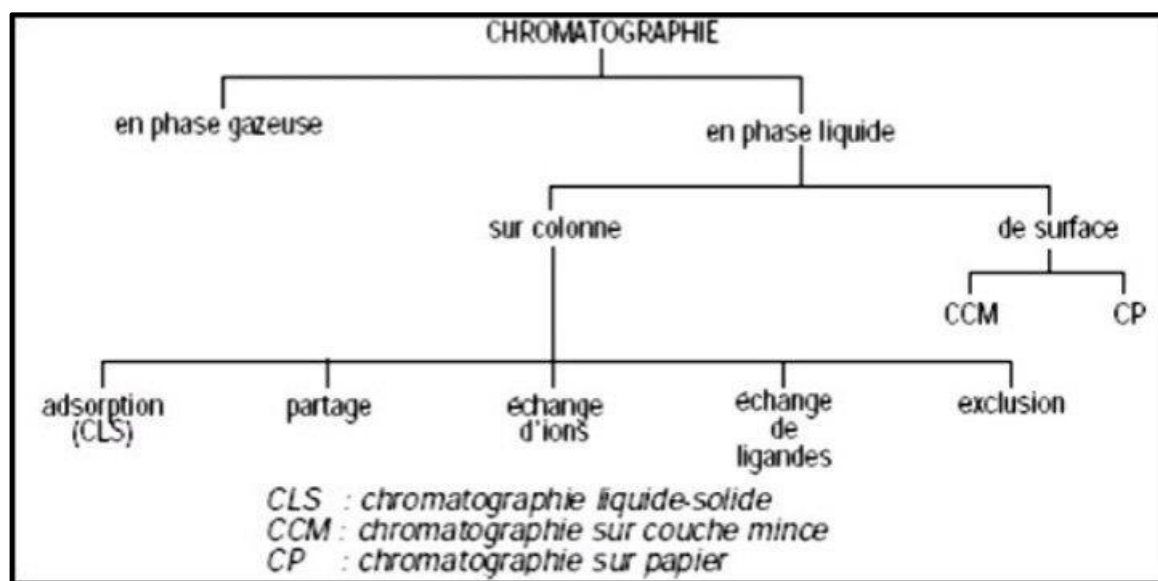 CHROMATOGRAPHIE
en phase gazeuse
en phase liquide
sur colonne
de surface
CCM
CP
adsorption
(CLS)
partage
échange
d'ions
échange
de
ligandes
exclusion
CLS : chromatographie liquide-solide
CCM : chromatographie sur couche mince
CP : chromatographie sur papier